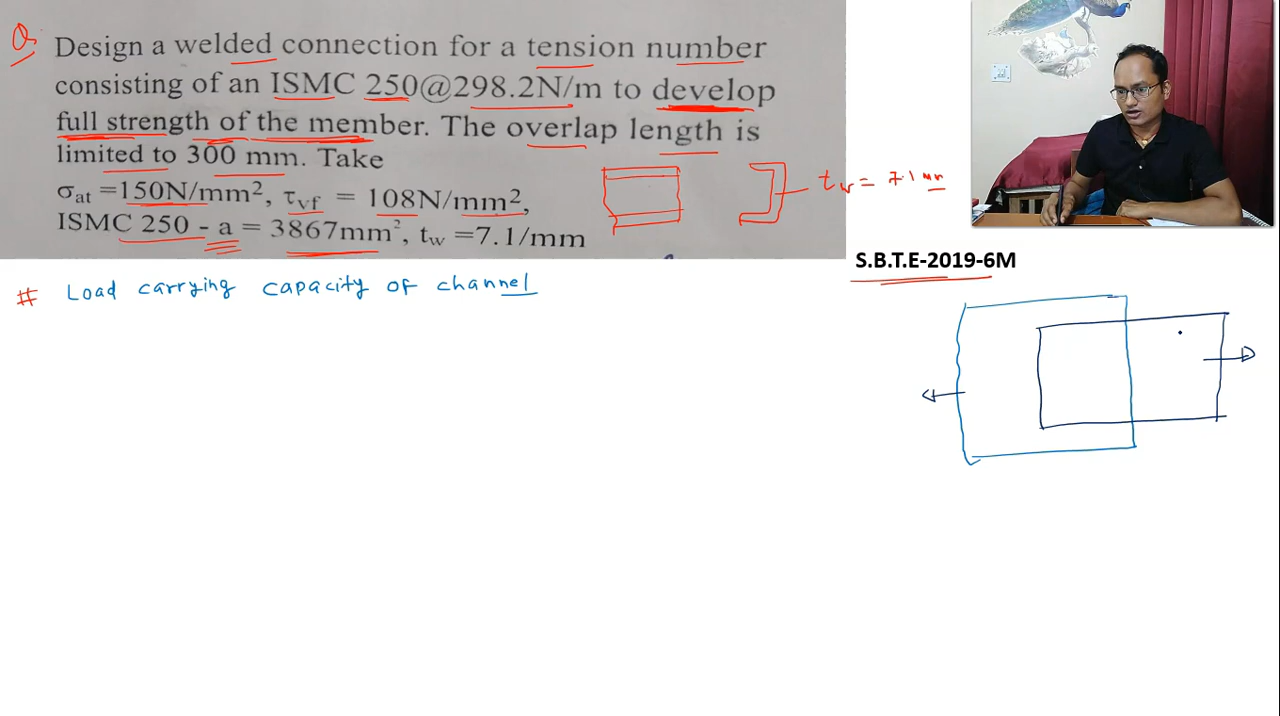 Q.
Design a welded connection for a tension number
consisting of an ISMC 250@298.2N/m to develop
full strength of the member. The overlap length is
limited to 300 mm. Take
σat =150N/mm2, τvf = 108N/mm2,
ISMC 250 - a = 3867mm², tw =7.1/mm
tw = 7.1 mm
S.B.T.E-2019-6M
# Load carrying capacity of channel